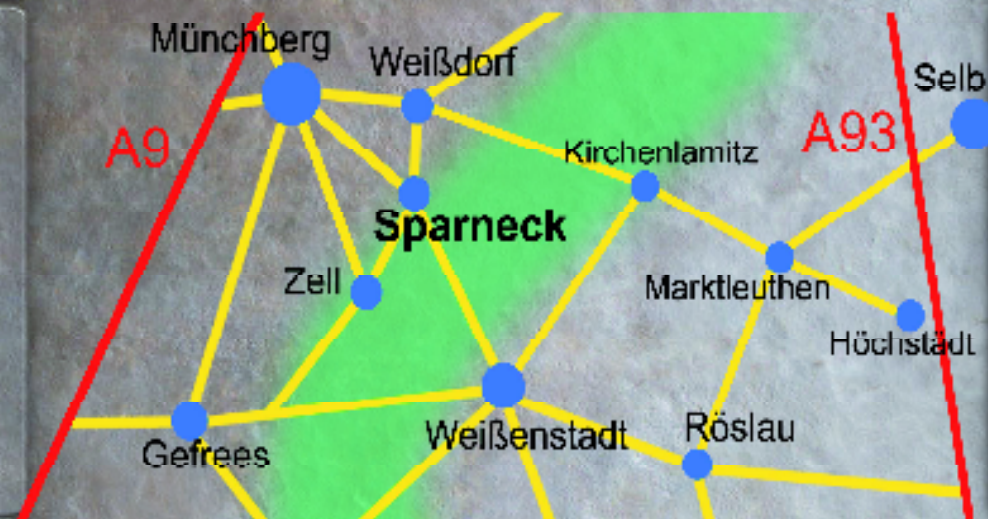 Münchberg
Weißdorf
Selb
A9
A93
Kirchenlamitz
Sparneck
Zell
Marktleuthen
Höchstädt
Weißenstadt
Röslau
Gefrees